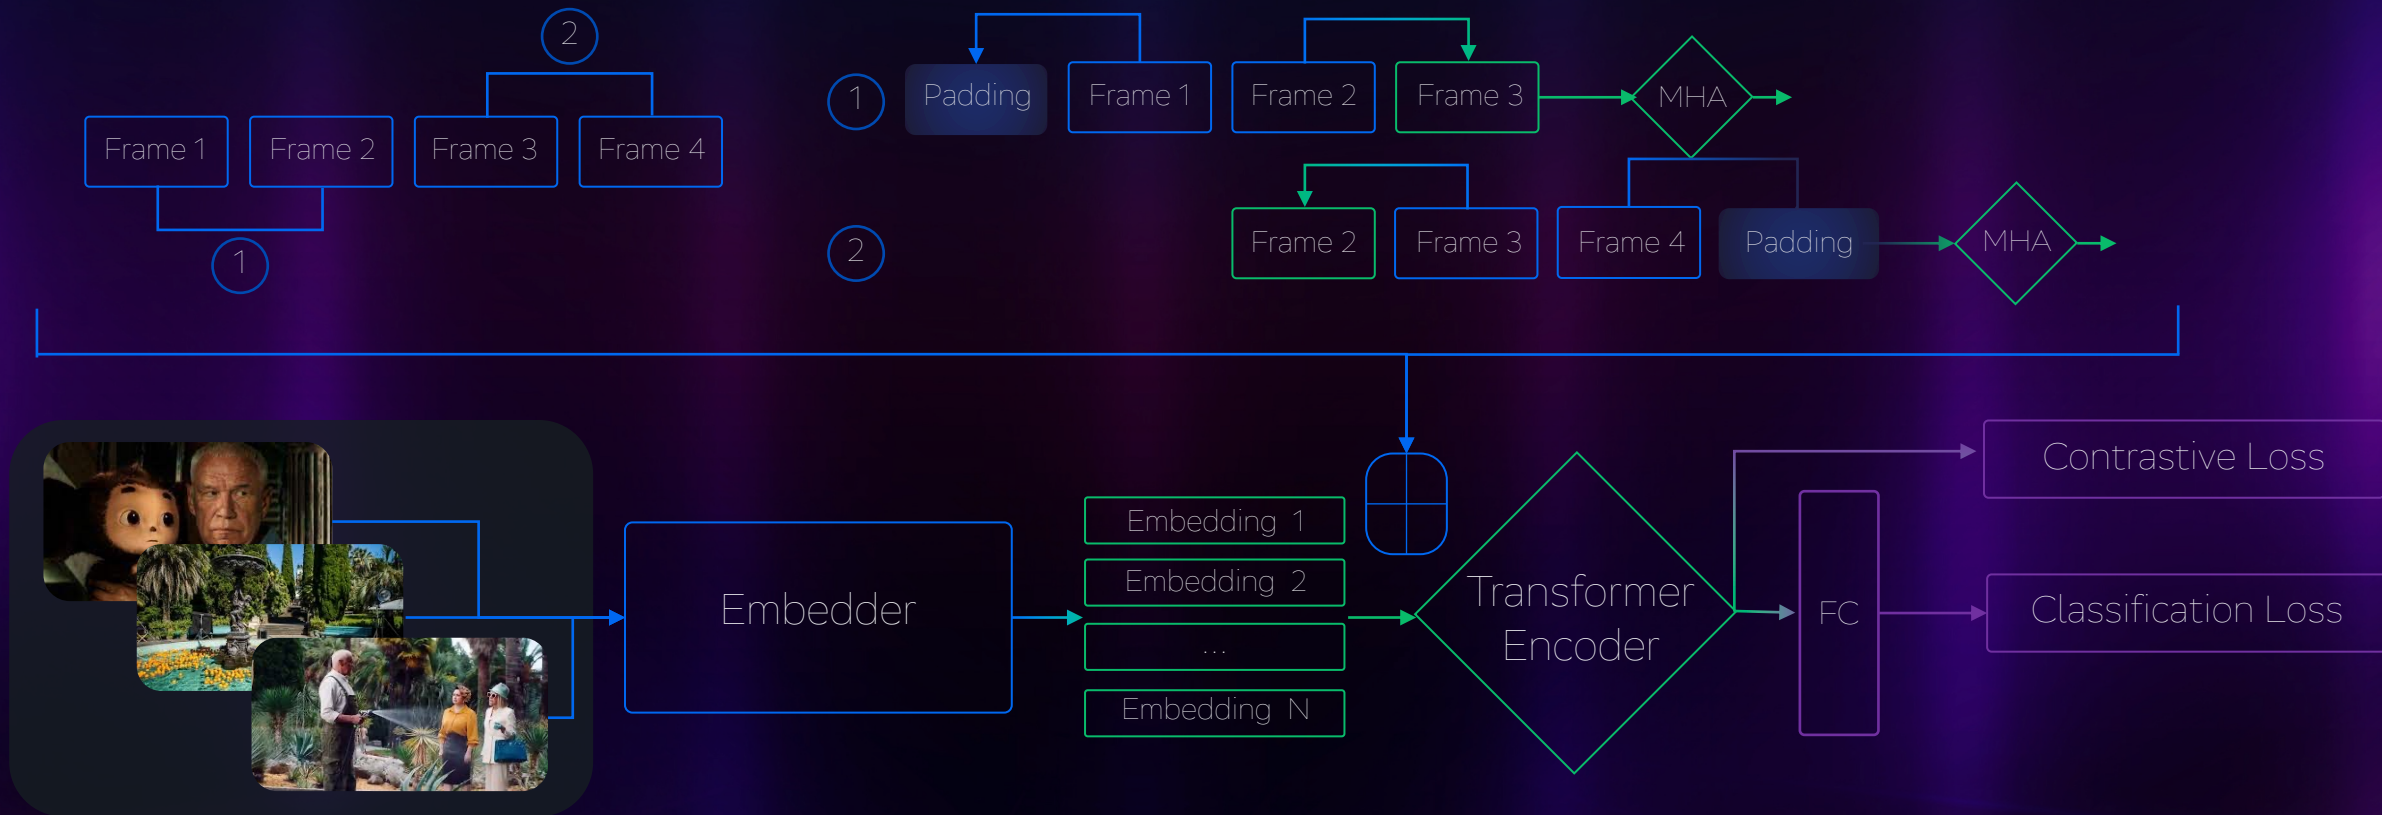 2
Frame 1
Frame 2
Frame 3
Frame 4
1
1
Padding
Frame 1
Frame 2
Frame 3
MHA
2
Frame 2
Frame 3
Frame 4
Padding
MHA
Embedder
Embedding 1
Embedding 2
...
Embedding N
Transformer
Encoder
FC
Contrastive Loss
Classification Loss